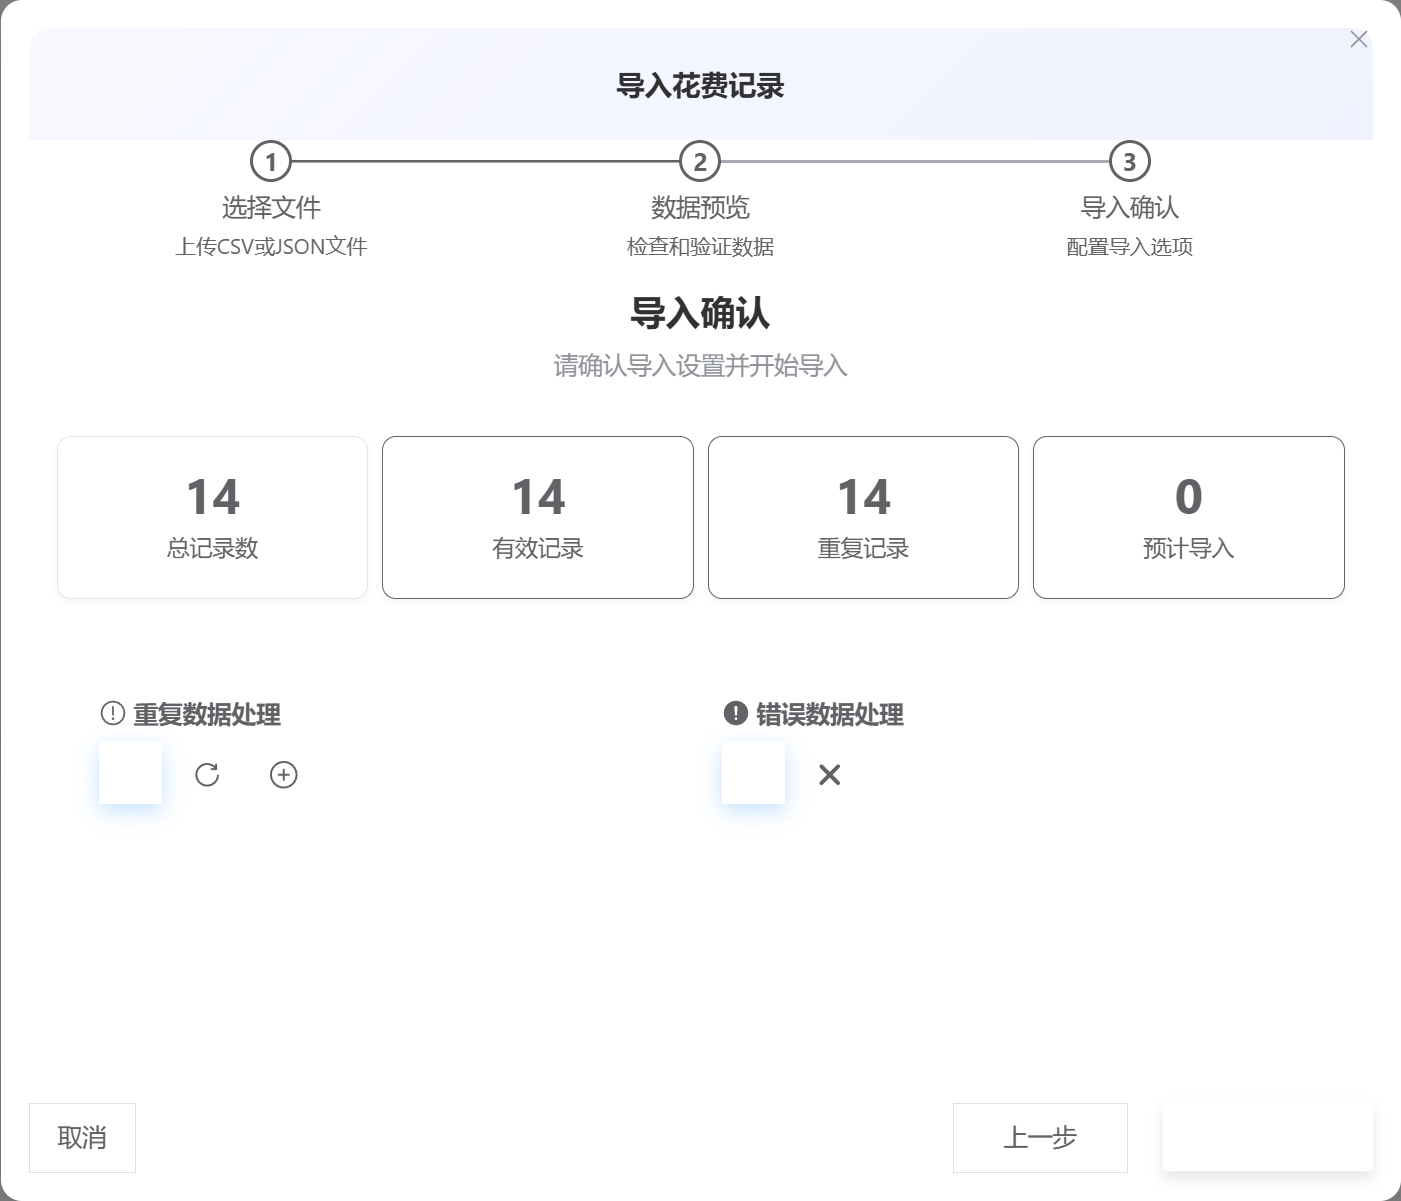 导入花费记录
1
2
3
选择文件
数据预览
导入确认
上传CSV或JSON文件
检查和验证数据
配置导入选项
导入确认
请确认导入设置并开始导入
14
14
14
0
总记录数
有效记录
重复记录
预计导入
重复数据处理
错误数据处理
取消
上一步